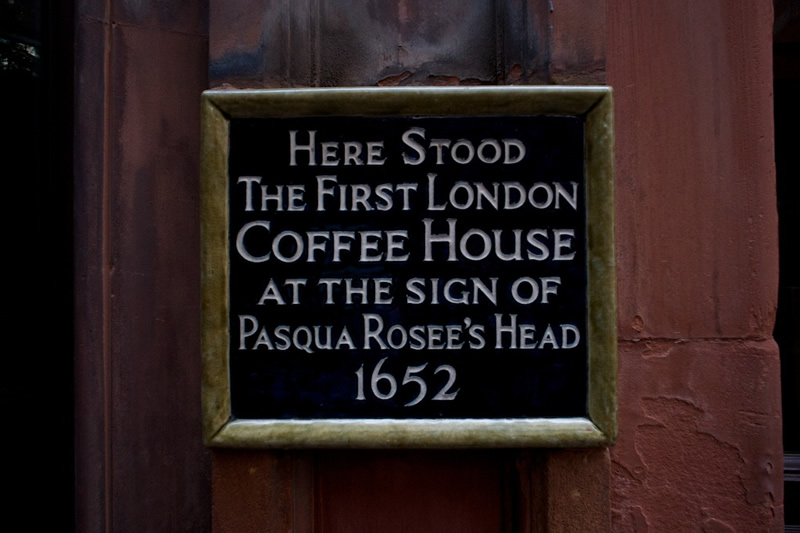 Here Stood
The First London
Coffee House
at the sign of
Pasqua Rosee's Head
1652